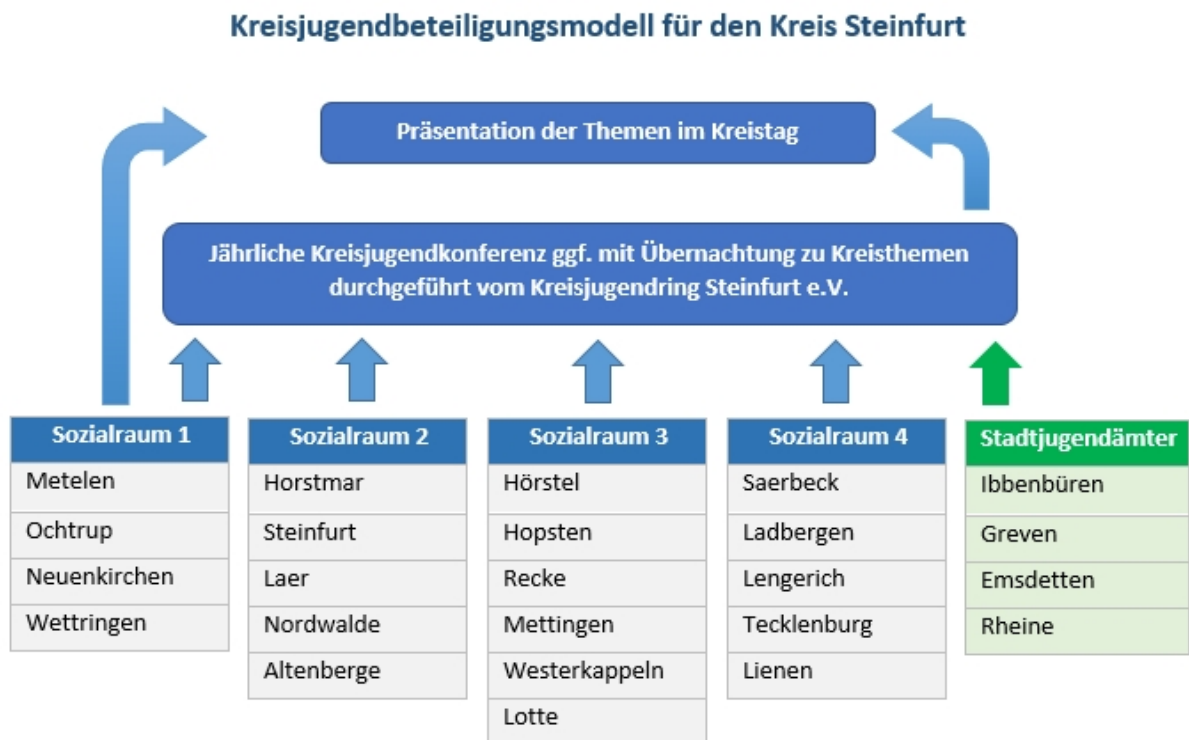 Kreisjugendbeteiligungsmodell für den Kreis Steinfurt
Präsentation der Themen im Kreistag
Jährliche Kreisjugendkonferenz ggf. mit Übernachtung zu Kreisthemen
durchgeführt vom Kreisjugendring Steinfurt e.V.
Sozialraum 1
Metelen
Ochtrup
Neuenkirchen
Wettringen
Sozialraum 2
Horstmar
Steinfurt
Laer
Nordwalde
Altenberge
Sozialraum 3
Hörstel
Hopsten
Recke
Mettingen
Westerkappeln
Lotte
Sozialraum 4
Saerbeck
Ladbergen
Lengerich
Tecklenburg
Lienen
Stadtjugendämter
Ibbenbüren
Greven
Emsdetten
Rheine